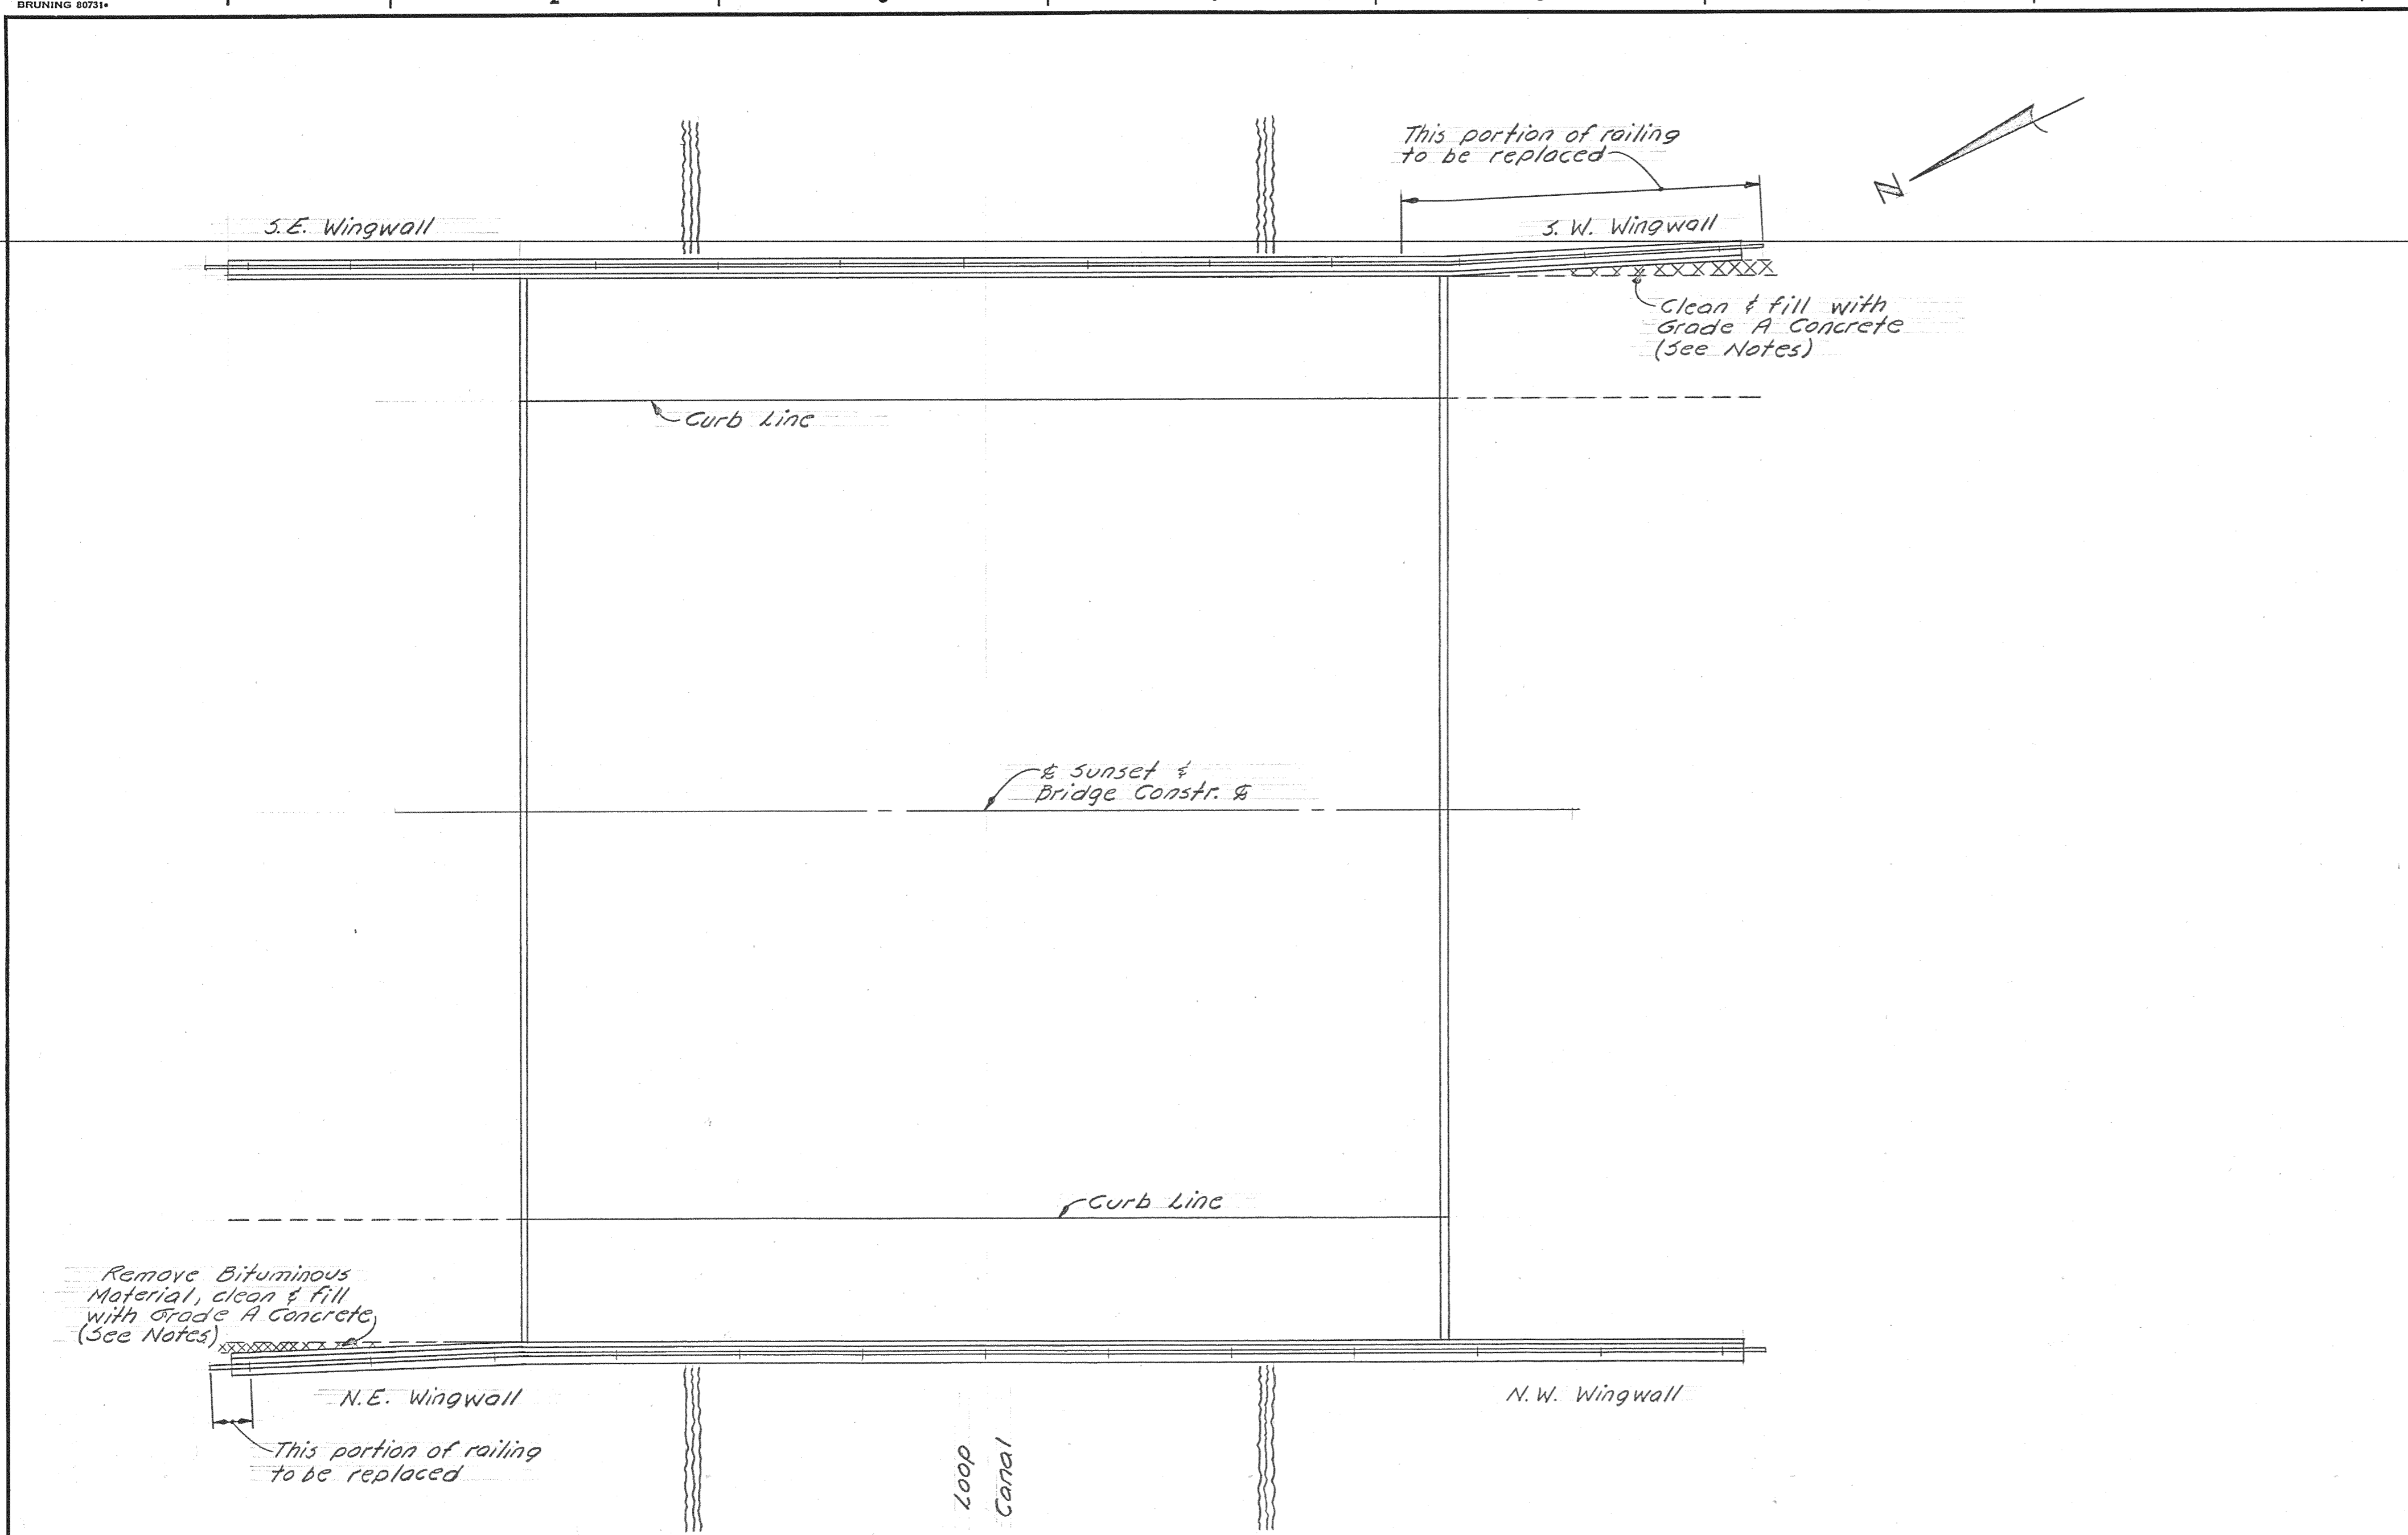 BRUNING 80731
2
This portion of railing
to be replaced
N
S.E. Wingwall
S. W. Wingwall
Clean & fill with
Grade A Concrete
(See Notes)
Curb Line
℄ Sunset &
Bridge Constr. ℄
Curb Line
Remove Bituminous
Material, clean & fill
with Grade A Concrete
(See Notes)
N.E. Wingwall
N.W. Wingwall
This portion of railing
to be replaced
Loop
Canal